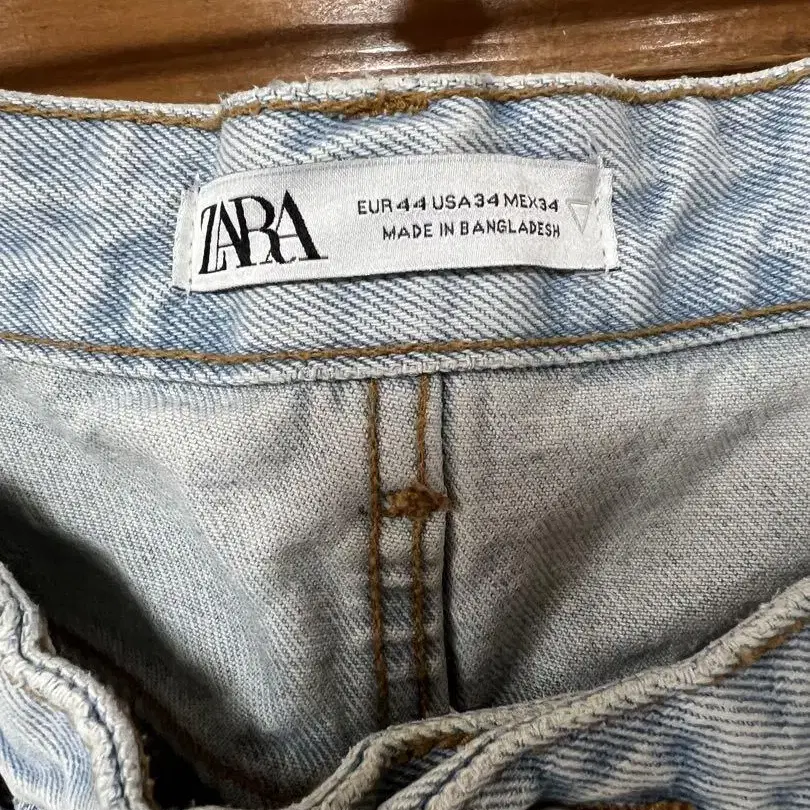 ZARA
EUR 44 USA 34 MEX 34
MADE IN BANGLADESH